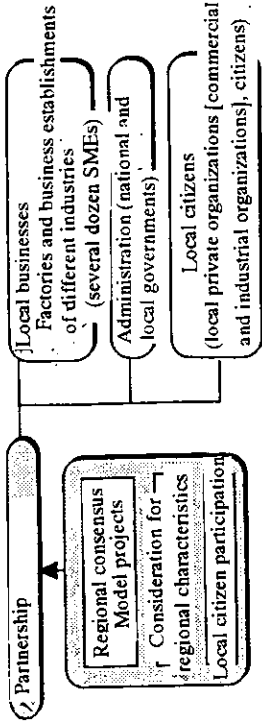 Partnership
Regional consensus
Model projects
Consideration for
regional characteristics
Local citizen participation
Local businesses
Factories and business establishments
of different industries
(several dozen SMEs)
Administration (national and
local governments)
Local citizens
(local private organizations [commercial
and industrial organizations], citizens)